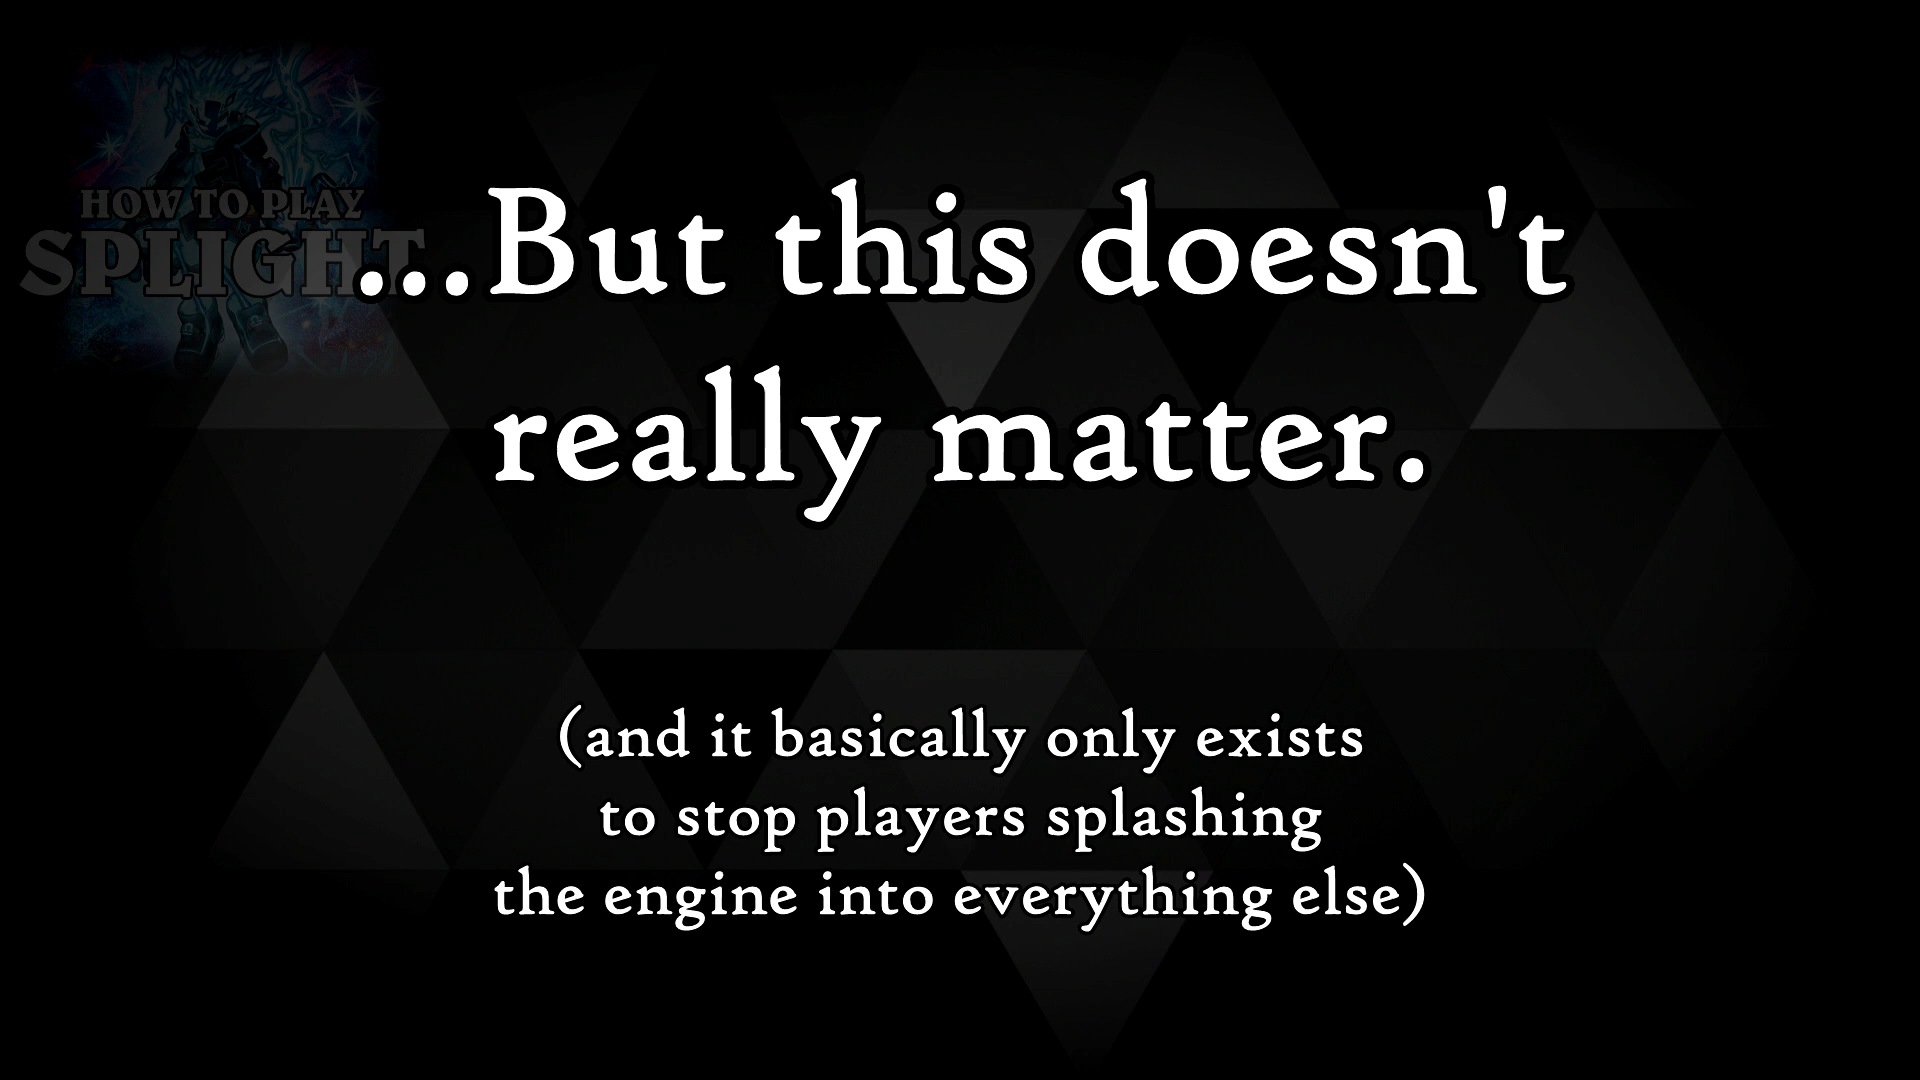 HOW TO PLAY
SPLIGHT
...But this doesn't
really matter.
(and it basically only exists
to stop players splashing
the engine into everything else)